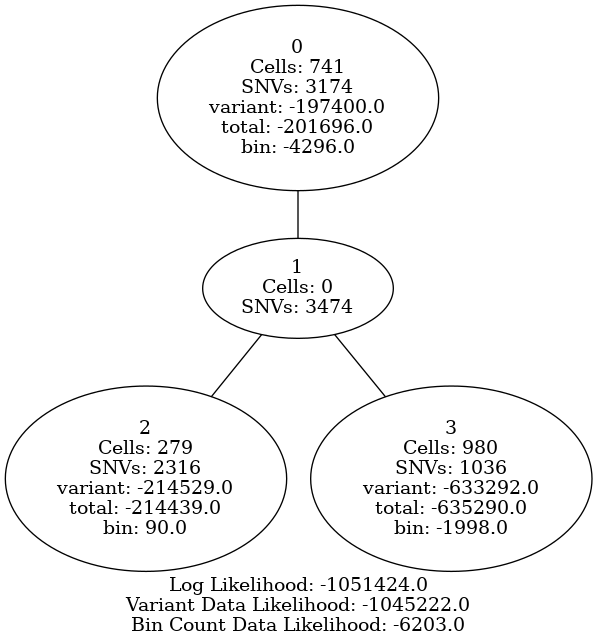 0
Cells: 741
SNVs: 3174
variant: -197400.0
total: -201696.0
bin: -4296.0
1
Cells: 0
SNVs: 3474
2
Cells: 279
SNVs: 2316
variant: -214529.0
total: -214439.0
bin: 90.0
3
Cells: 980
SNVs: 1036
variant: -633292.0
total: -635290.0
bin: -1998.0
Log Likelihood: -1051424.0
Variant Data Likelihood: -1045222.0
Bin Count Data Likelihood: -6203.0